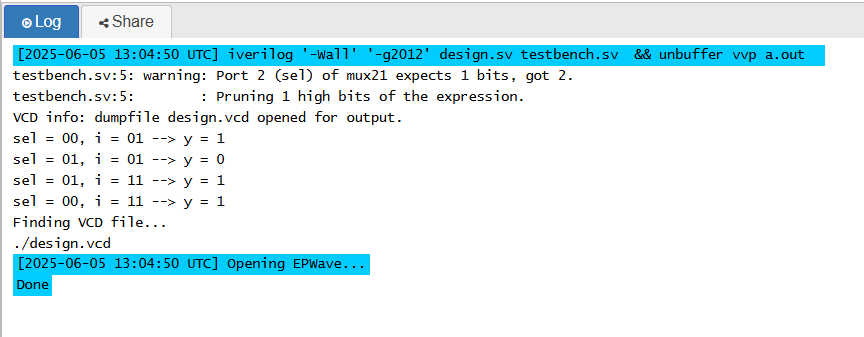 Log Share
[2025-06-05 13:04:50 UTC] iverilog '-Wall' '-g2012' design.sv testbench.sv  && unbuffer vvp a.out
testbench.sv:5: warning: Port 2 (sel) of mux21 expects 1 bits, got 2.
testbench.sv:5:        : Pruning 1 high bits of the expression.
VCD info: dumpfile design.vcd opened for output.
sel = 00, i = 01 --> y = 1
sel = 01, i = 01 --> y = 0
sel = 01, i = 11 --> y = 1
sel = 00, i = 11 --> y = 1
Finding VCD file...
./design.vcd
[2025-06-05 13:04:50 UTC] Opening EPWave...
Done